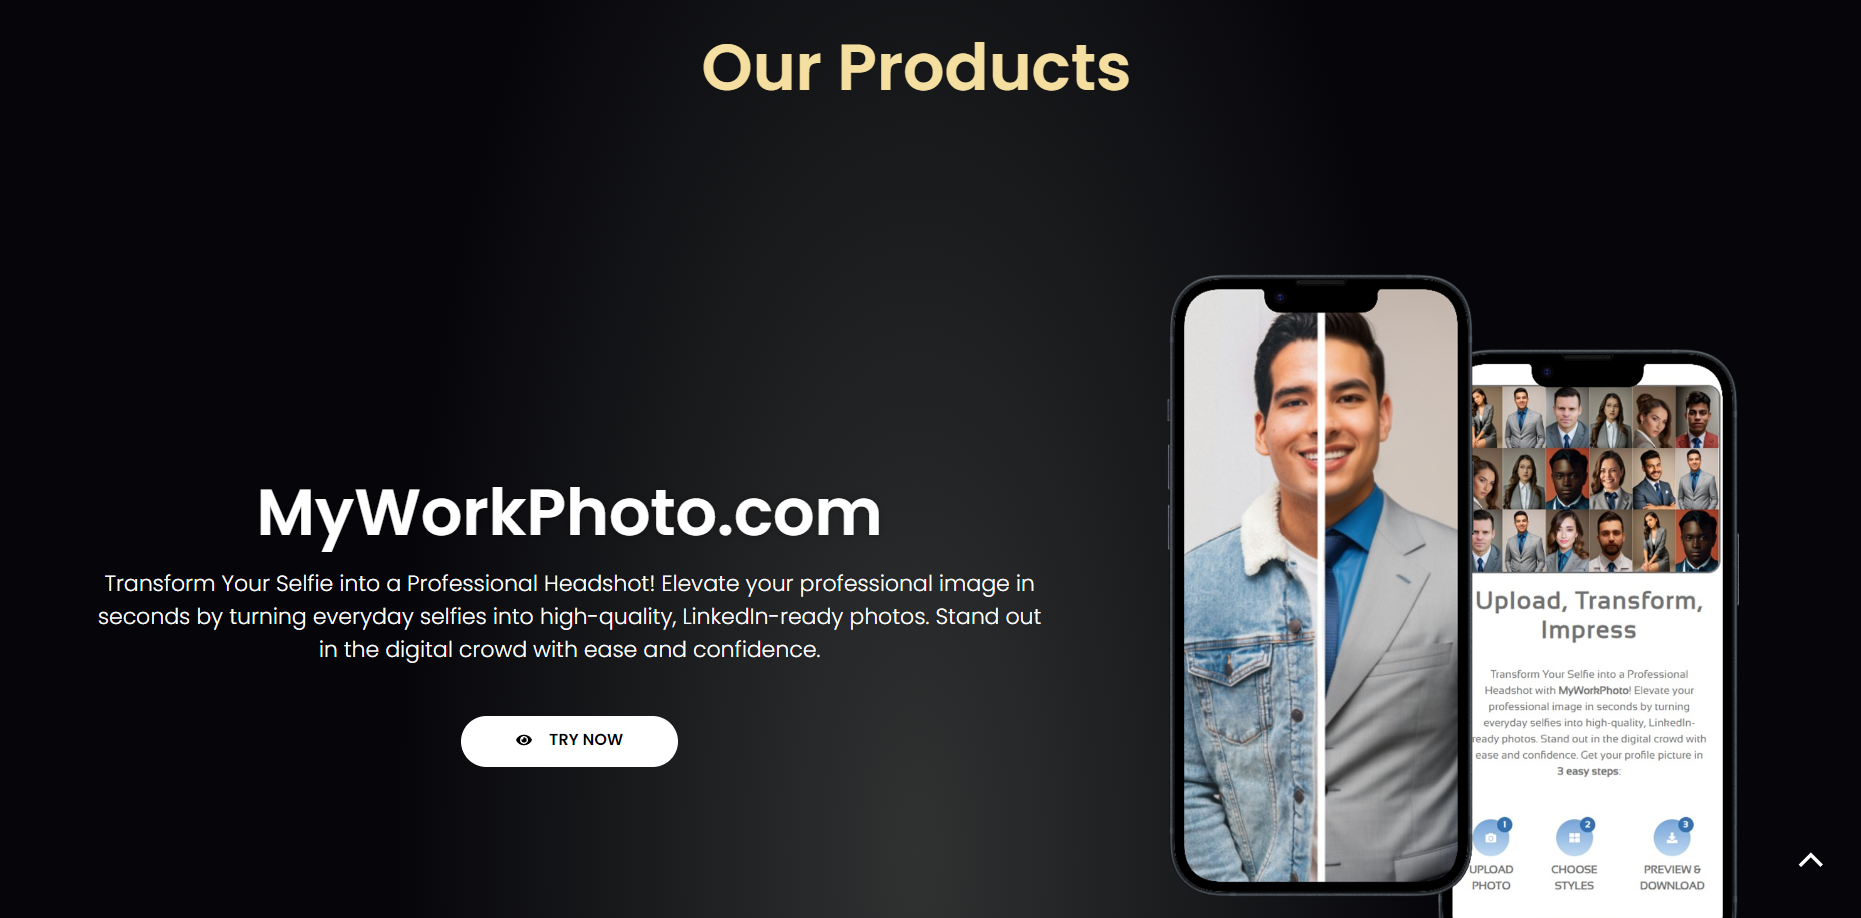 Our Products
MyWorkPhoto.com
Transform Your Selfie into a Professional Headshot! Elevate your professional image in
seconds by turning everyday selfies into high-quality, LinkedIn-ready photos. Stand out
in the digital crowd with ease and confidence.
TRY NOW
Upload, Transform,
Impress
Transform Your Selfie into a Professional
Headshot with MyWorkPhoto! Elevate your
professional image in seconds by turning
everyday selfies into high-quality, LinkedIn-
ready photos. Stand out in the digital crowd with
ease and confidence. Get your profile picture in
3 easy steps:
1 2 3
UPLOAD CHOOSE PREVIEW &
PHOTO STYLES DOWNLOAD